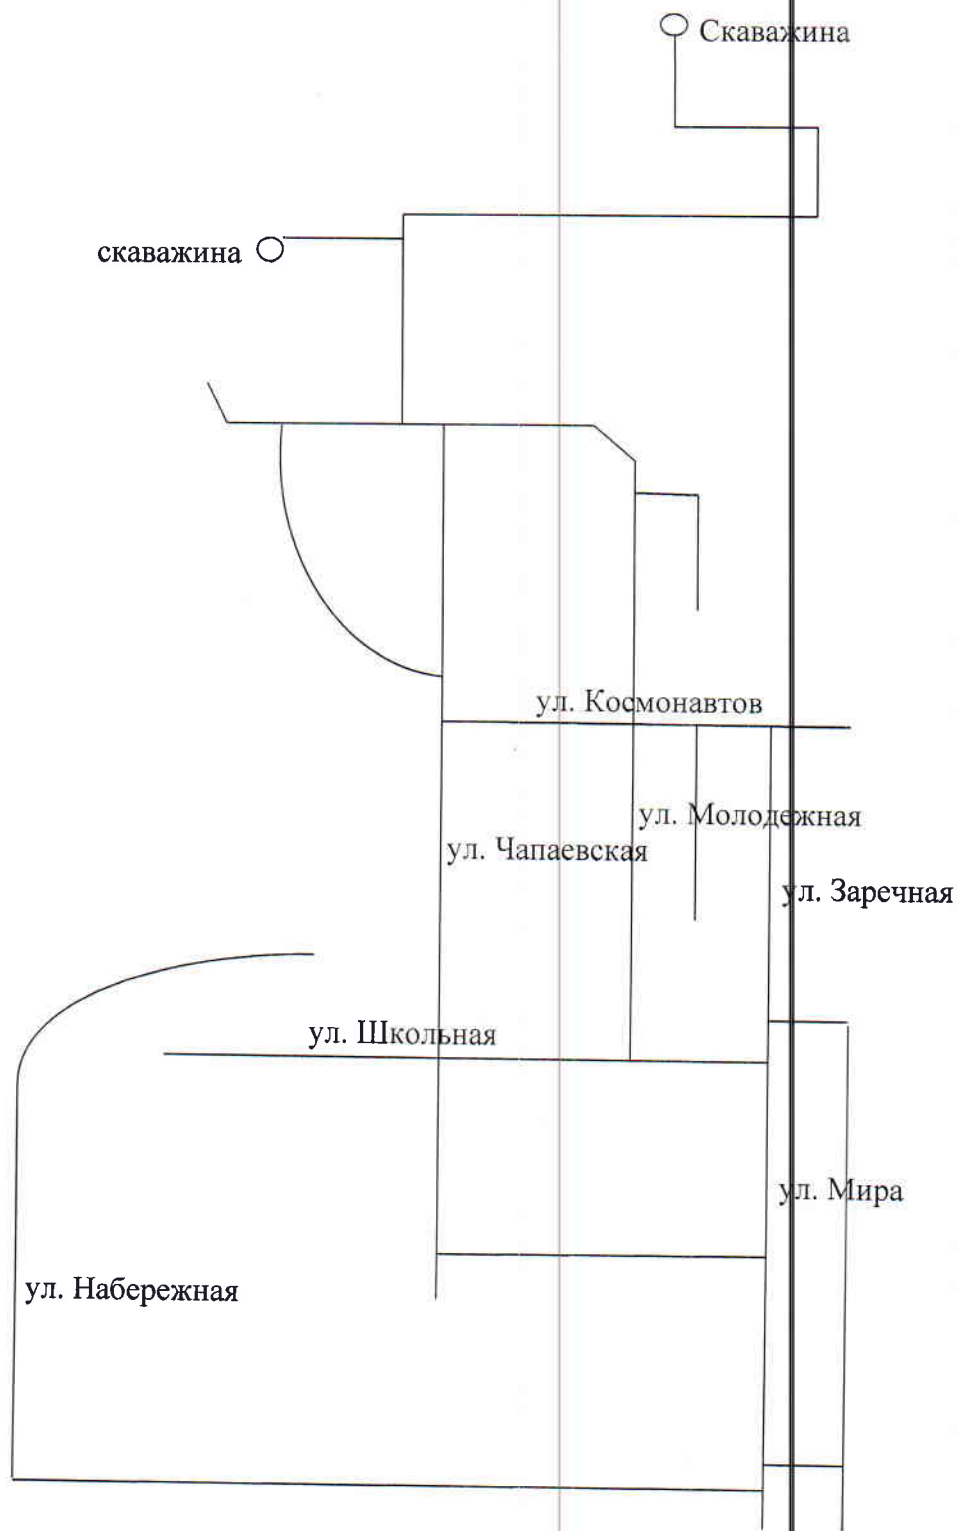 Скаважина
скаважина
ул. Космонавтов
ул. Молодежная
ул. Чапаевская
ул. Заречная
ул. Школьная
ул. Мира
ул. Набережная